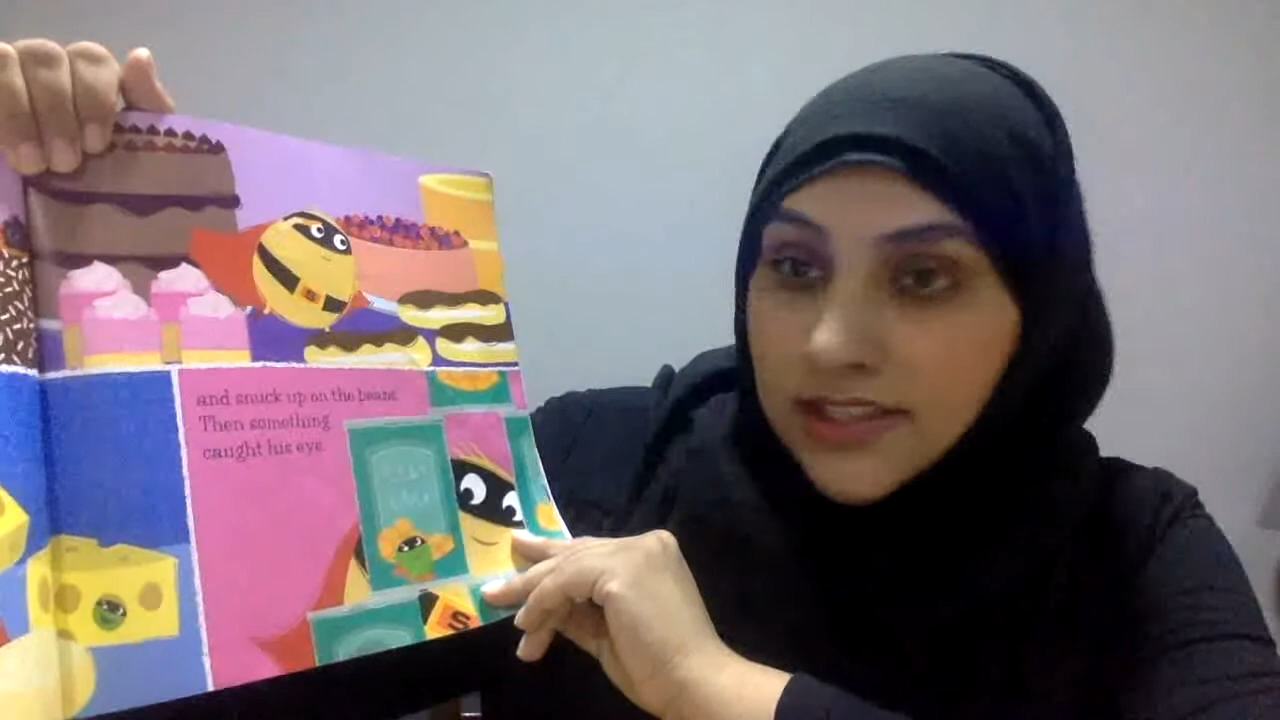 and snuck up on the beans.
Then something
caught his eye.
S
S